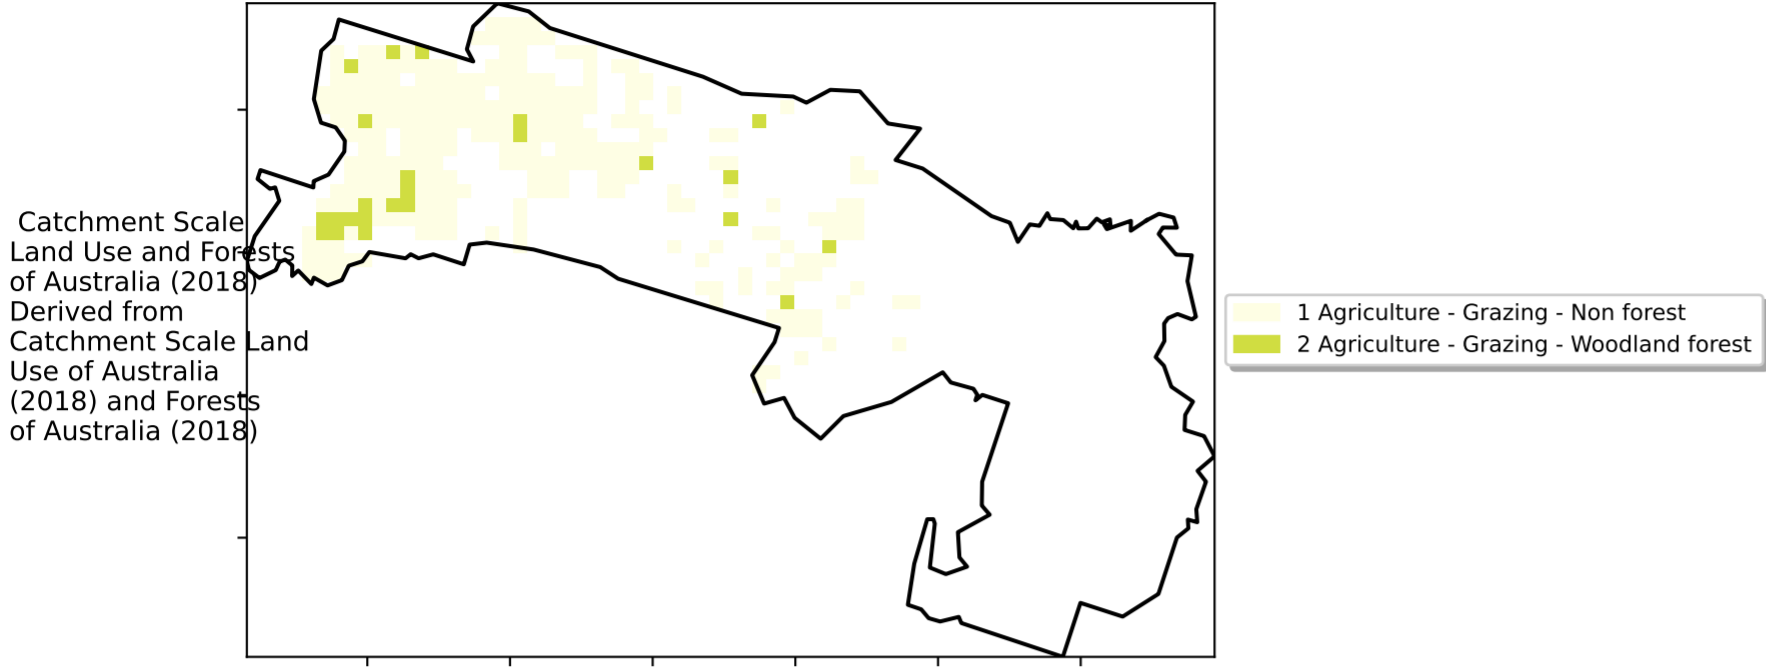 Catchment Scale
Land Use and Forests
of Australia (2018)
Derived from
Catchment Scale Land
Use of Australia
(2018) and Forests
of Australia (2018)
1 Agriculture - Grazing - Non forest
2 Agriculture - Grazing - Woodland forest